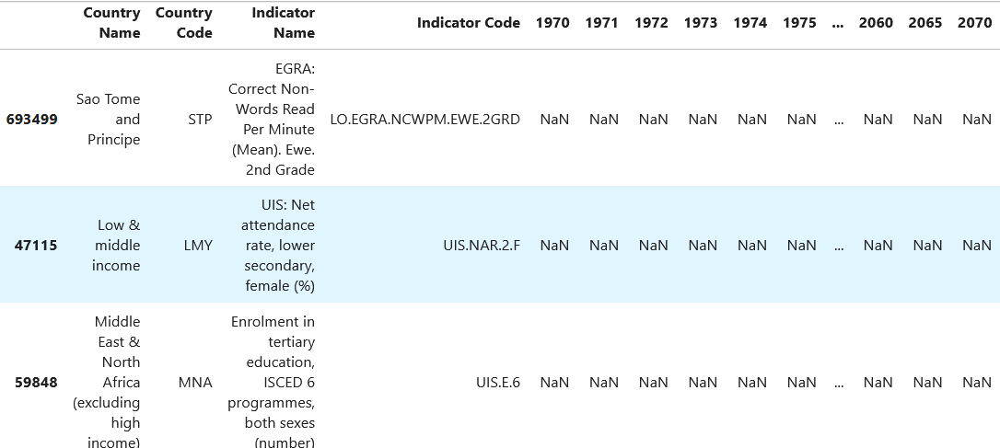 Country Name Country Code Indicator Name Indicator Code 1970 1971 1972 1973 1974 1975 ... 2060 2065 2070
693499 Sao Tome and Principe STP EGRA: Correct Non-Words Read Per Minute (Mean). Ewe. 2nd Grade LO.EGRA.NCWPM.EWE.2GRD NaN NaN NaN NaN NaN NaN ... NaN NaN NaN
47115 Low & middle income LMY UIS: Net attendance rate, lower secondary, female (%) UIS.NAR.2.F NaN NaN NaN NaN NaN NaN ... NaN NaN NaN
59848 Middle East & North Africa (excluding high income) MNA Enrolment in tertiary education, ISCED 6 programmes, both sexes (number) UIS.E.6 NaN NaN NaN NaN NaN NaN ... NaN NaN NaN